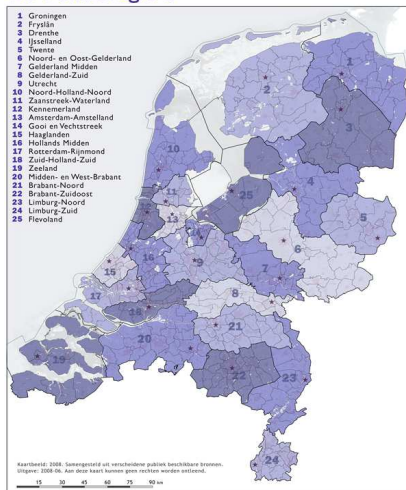 1 Groningen
2 Fryslân
3 Drenthe
4 IJsselland
5 Twente
6 Noord- en Oost-Gelderland
7 Gelderland Midden
8 Gelderland-Zuid
9 Utrecht
10 Noord-Holland-Noord
11 Zaanstreek-Waterland
12 Kennemerland
13 Amsterdam-Amstelland
14 Gooi en Vechtstreek
15 Haaglanden
16 Hollands Midden
17 Rotterdam-Rijnmond
18 Zuid-Holland-Zuid
19 Zeeland
20 Midden- en West-Brabant
21 Brabant-Noord
22 Brabant-Zuidoost
23 Limburg-Noord
24 Limburg-Zuid
25 Flevoland
1
2
3
10
4
25
11
12
13
5
6
14
9
16
15
7
17
8
18
21
20
19
22
23
24
Kaartbeeld: 2008. Samengesteld uit verscheidene publiek beschikbare bronnen.
Uitgave: 2008-06. Aan deze kaart kunnen geen rechten worden ontleend.
15 30 45 60 75 90 km